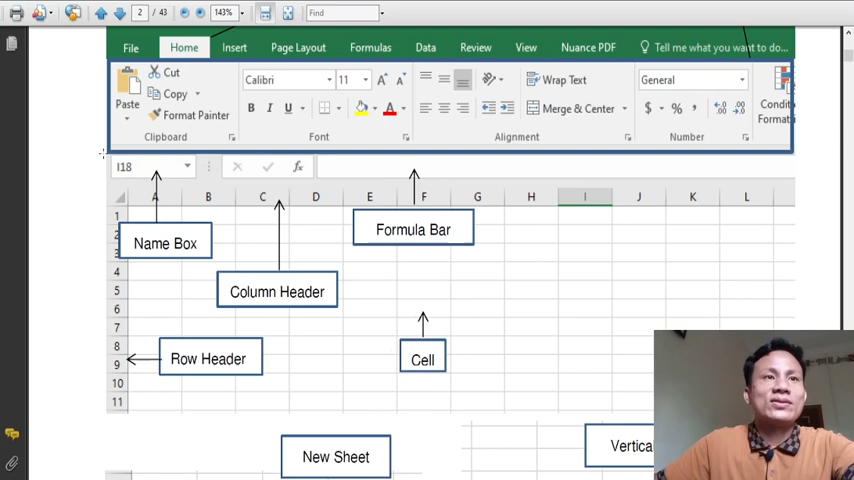 2 / 43 143% Find
File Home Insert Page Layout Formulas Data Review View Nuance PDF Tell me what you want to do...
Calibri 11
General
Cut
Copy
Format Painter
Paste
B I U
A A
Wrap Text
Merge & Center
$ % ,
Condit
Formatti
Clipboard Font Alignment Number
I18 fx
A B C D E F G H I J K L
1
2
3
4
5
6
7
8
9
10
11
Name Box
Formula Bar
Column Header
Row Header
Cell
New Sheet
Vertical